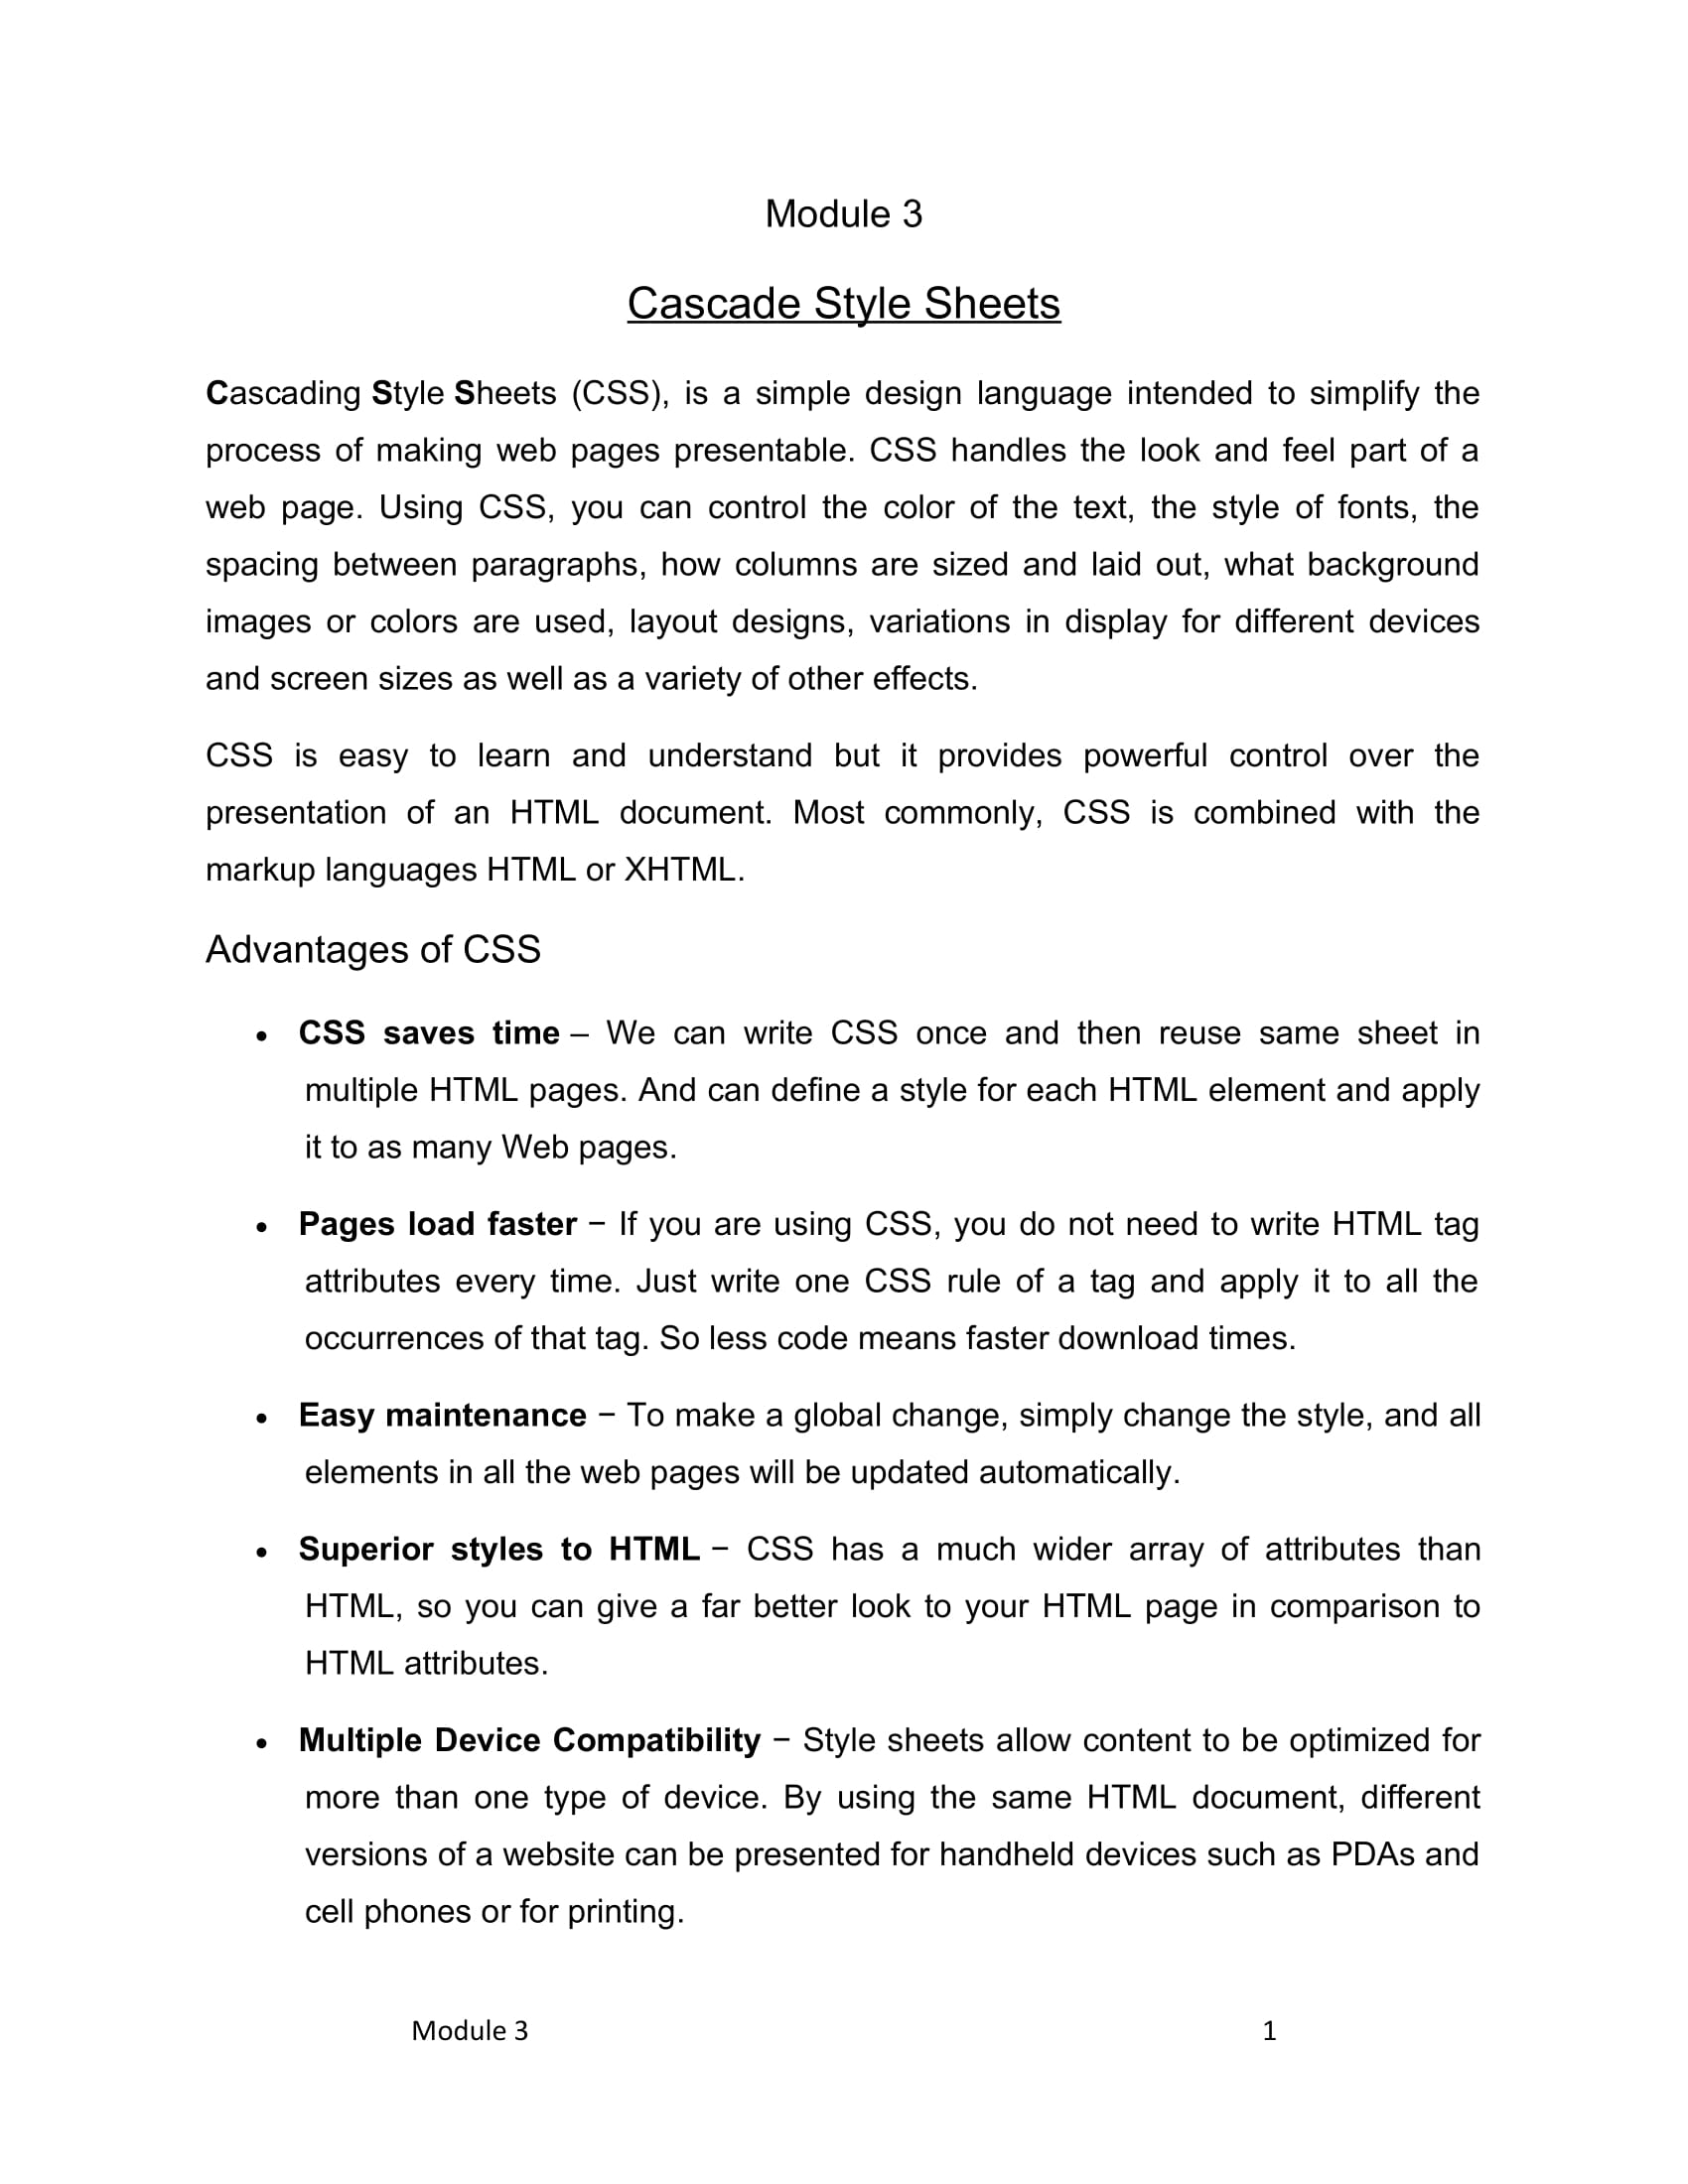 Module 3
Cascade Style Sheets
Cascading Style Sheets (CSS), is a simple design language intended to simplify the
process of making web pages presentable. CSS handles the look and feel part of a
web page. Using CSS, you can control the color of the text, the style of fonts, the
spacing between paragraphs, how columns are sized and laid out, what background
images or colors are used, layout designs, variations in display for different devices
and screen sizes as well as a variety of other effects.
CSS is easy to learn and understand but it provides powerful control over the
presentation of an HTML document. Most commonly, CSS is combined with the
markup languages HTML or XHTML.
Advantages of CSS
• CSS saves time – We can write CSS once and then reuse same sheet in
multiple HTML pages. And can define a style for each HTML element and apply
it to as many Web pages.
• Pages load faster − If you are using CSS, you do not need to write HTML tag
attributes every time. Just write one CSS rule of a tag and apply it to all the
occurrences of that tag. So less code means faster download times.
• Easy maintenance − To make a global change, simply change the style, and all
elements in all the web pages will be updated automatically.
• Superior styles to HTML − CSS has a much wider array of attributes than
HTML, so you can give a far better look to your HTML page in comparison to
HTML attributes.
• Multiple Device Compatibility − Style sheets allow content to be optimized for
more than one type of device. By using the same HTML document, different
versions of a website can be presented for handheld devices such as PDAs and
cell phones or for printing.
Module 3 1